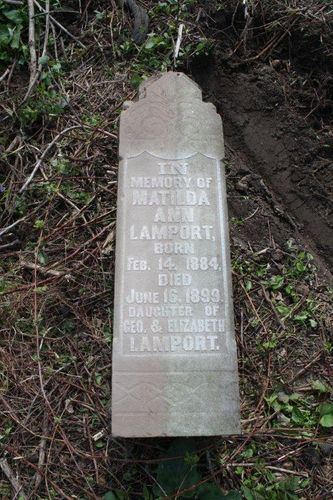 IN
MEMORY OF
MATILDA
ANN
LAMPORT,
BORN
FEB. 14. 1884,
DIED
JUNE 16. 1899.
DAUGHTER OF
GEO. & ELIZABETH
LAMPORT.